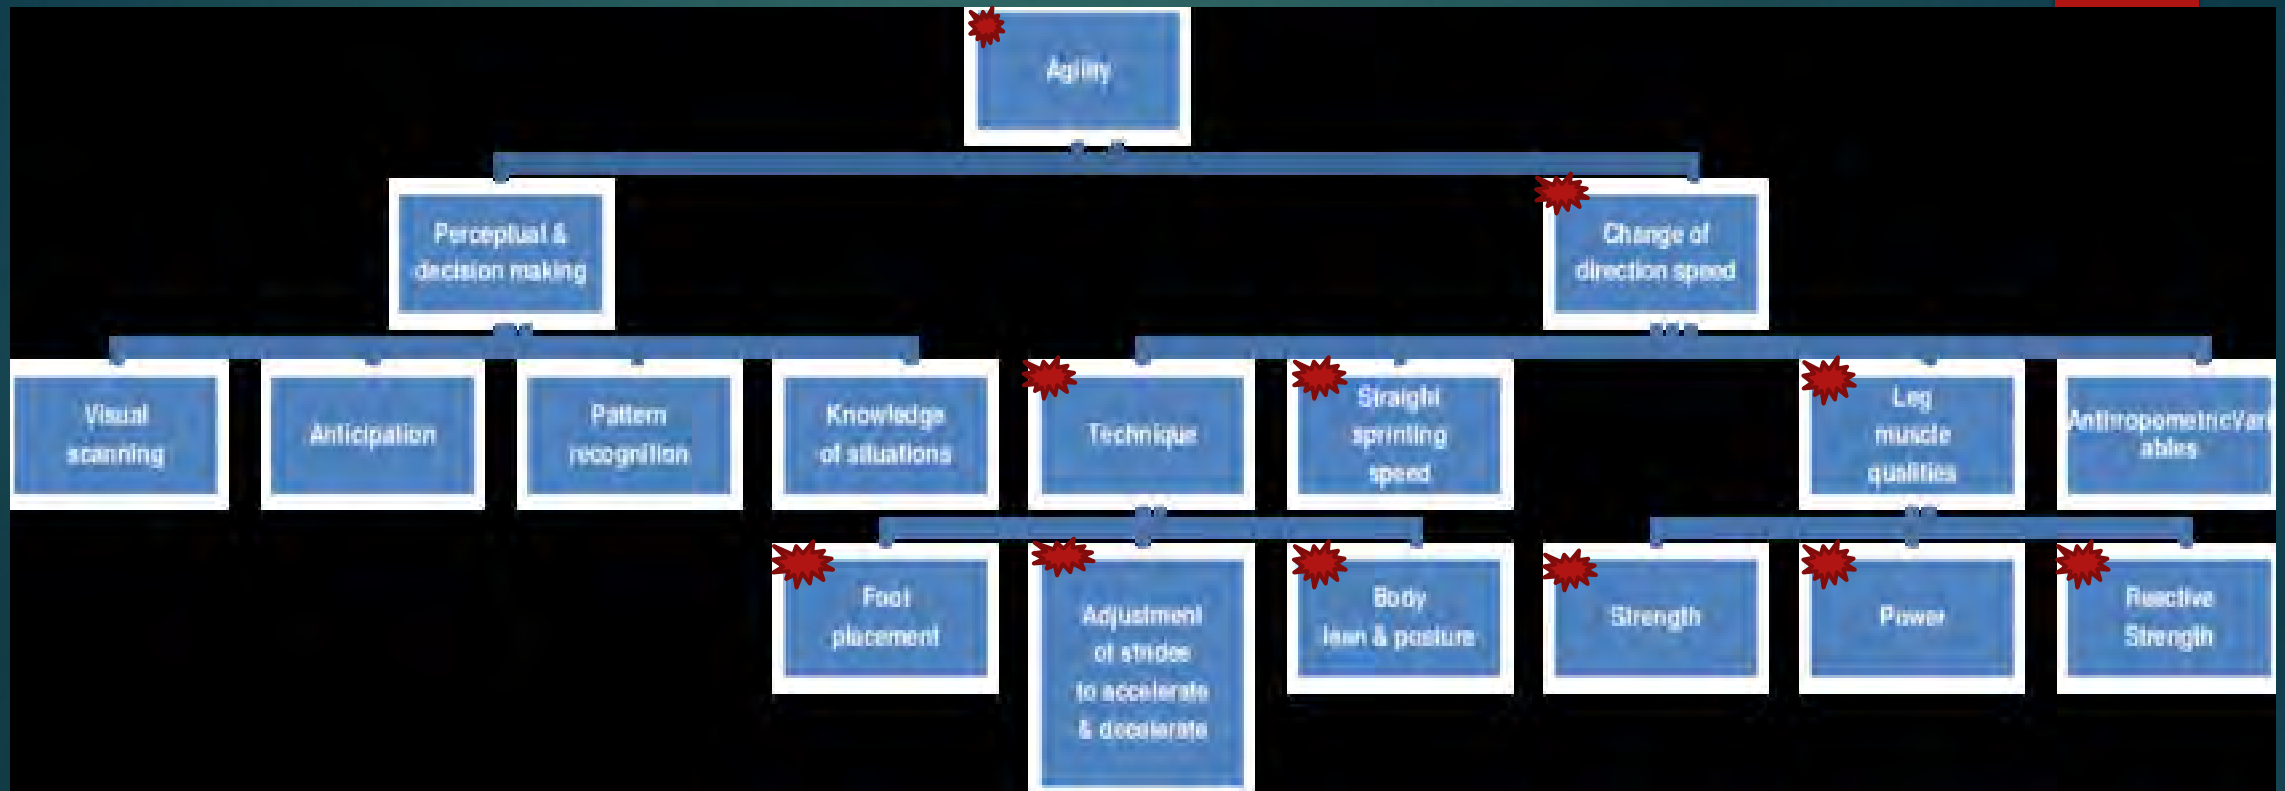 Agility
Perceptual &
decision making
Change of
direction speed
Visual
scanning
Anticipation
Pattern
recognition
Knowledge
of situations
Technique
Straight
sprinting
speed
Leg
muscle
qualities
AnthropometricVari
ables
Foot
placement
Adjustment
of strides
to accelerate
& decelerate
Body
lean & posture
Strength
Power
Reactive
Strength